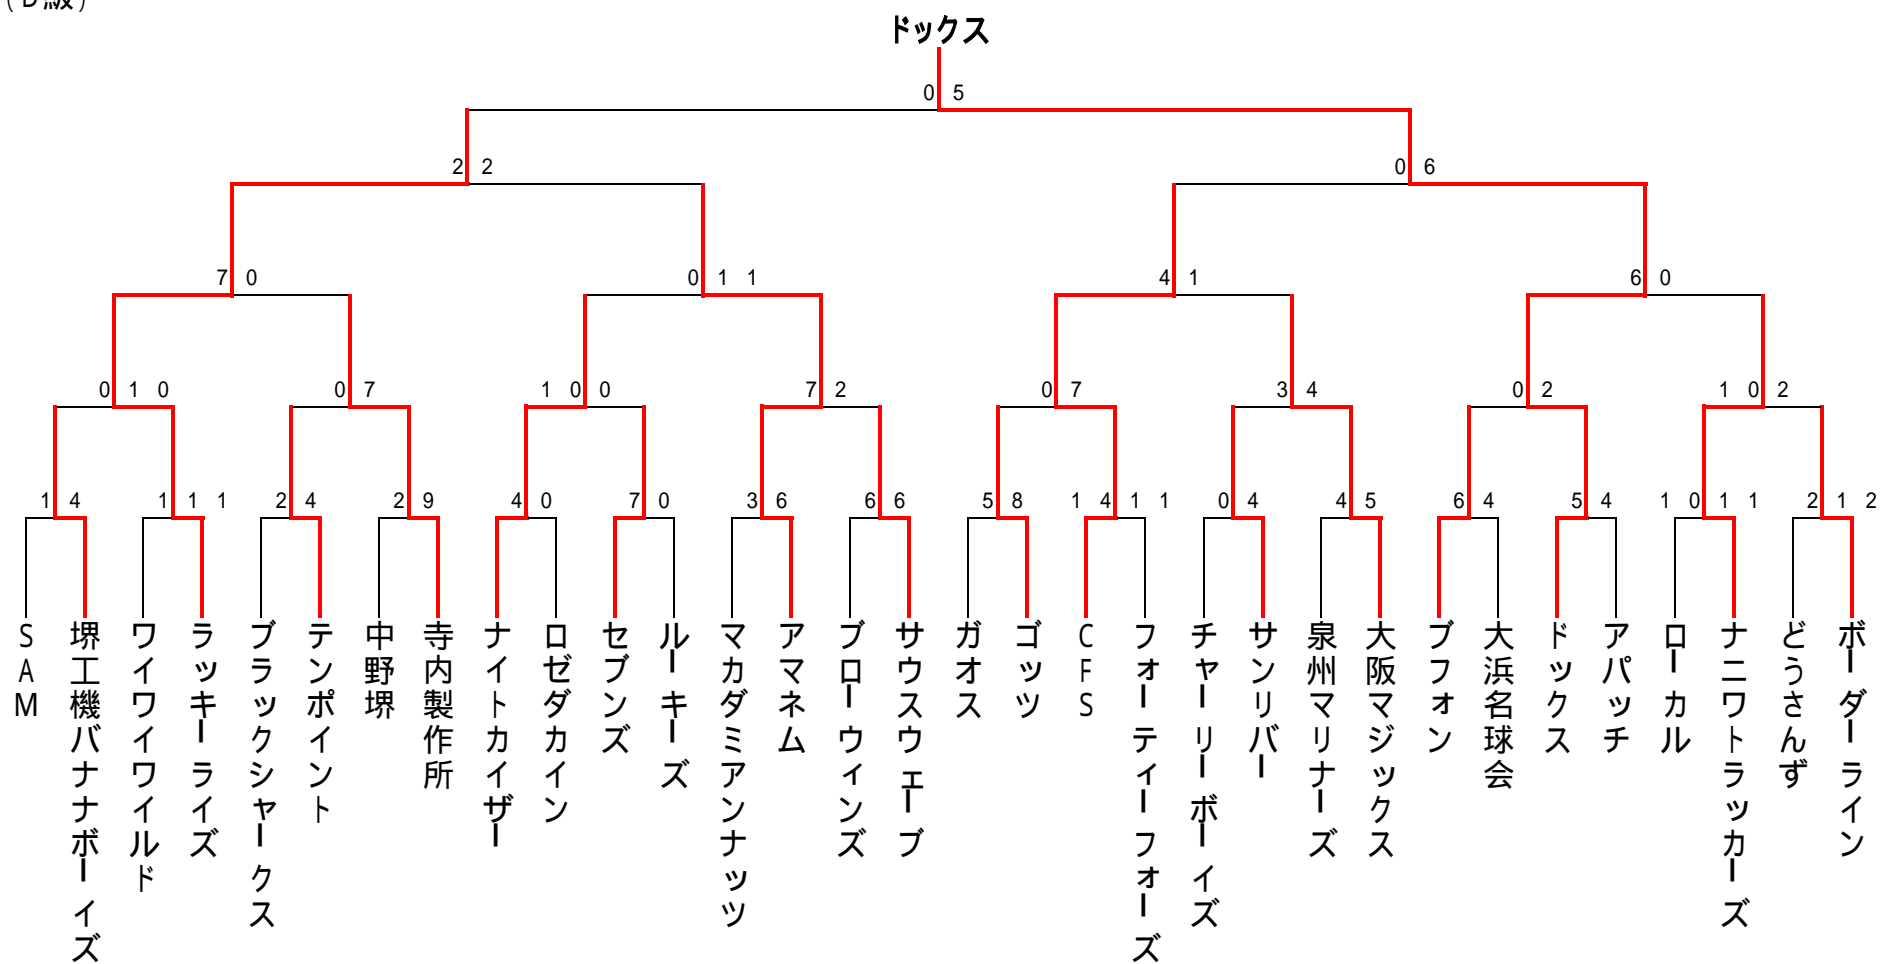 (D級)
ドックス
0 5
2 2
0 6
7 0
0 1 1
4 1
6 0
0 1 0
0 7
1 0 0
7 2
0 7
3 4
0 2
1 0 2
1 4
1 1 1
2 4
2 9
4 0
7 0
3 6
6 6
5 8
1 4 1 1
0 4
4 5
6 4
5 4
1 0 1 1
2 1 2
SAM
堺工機バナナボーイズ
ワイワイワイルド
ラッキーライズ
ブラックシャークス
テンポイント
中野堺
寺内製作所
ナイトカイザー
ロゼダカイン
セブンズ
ルーキーズ
マカダミアンナッツ
アマネム
ブローウィンズ
サウスウェーブ
ガオス
ゴッツ
CFS
フォーティーフォーズ
チャーリーボーイズ
サンリバー
泉州マリナーズ
大阪マジックス
ブフォン
大浜名球会
ドックス
アパッチ
ローカル
ナニワトラッカーズ
どうさんず
ボーダーライン